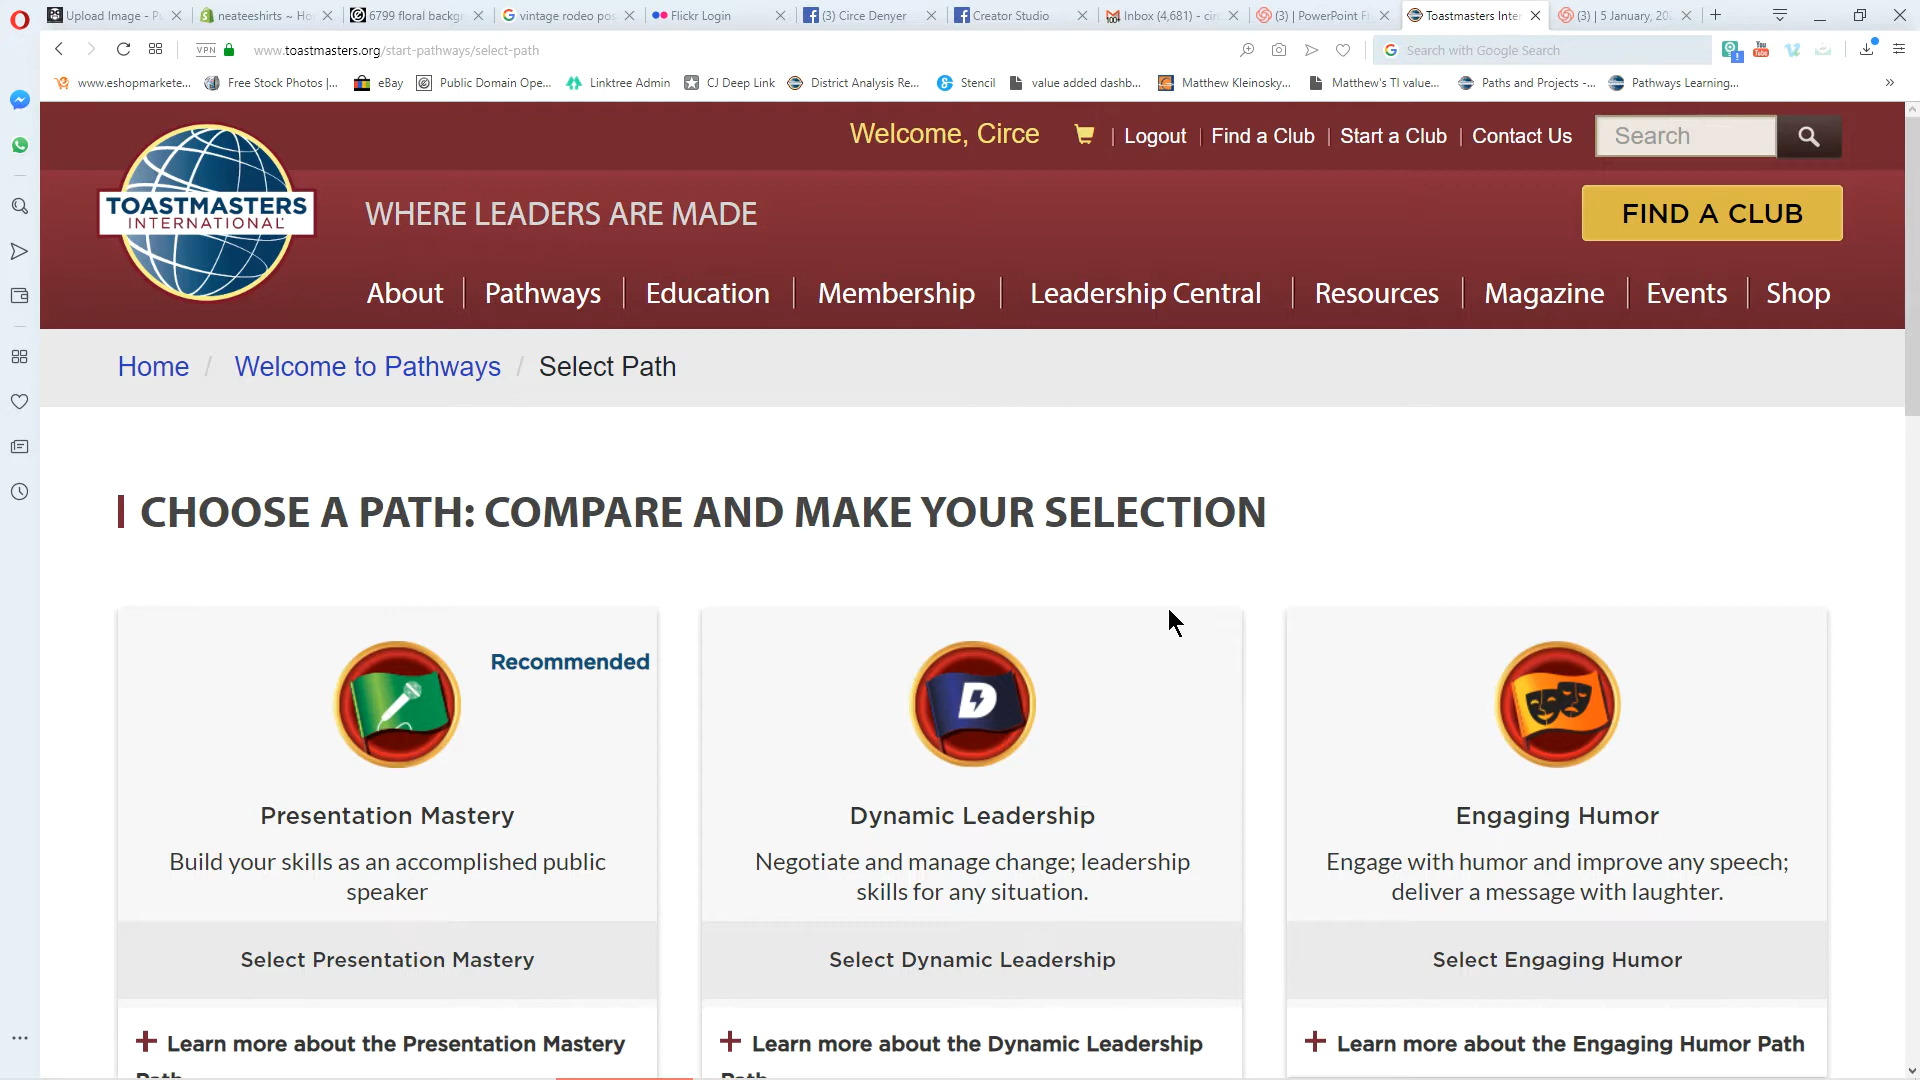 Upload Image - Pu
neateeshirts ~ Ho
6799 floral backg
vintage rodeo pos
Flickr Login
(3) Circe Denyer
Creator Studio
Inbox (4,681) - circ
(3) | PowerPoint F
Toastmasters Inter
(3) | 5 January, 202
VPN
www.toastmasters.org/start-pathways/select-path
Search with Google Search
www.eshopmarkete...
Free Stock Photos |...
eBay
Public Domain Ope...
Linktree Admin
CJ Deep Link
District Analysis Re...
Stencil
value added dashb...
Matthew Kleinosky...
Matthew's TI value...
Paths and Projects -...
Pathways Learning...
Welcome, Circe
Logout
Find a Club
Start a Club
Contact Us
Search
TOASTMASTERS
INTERNATIONAL
WHERE LEADERS ARE MADE
FIND A CLUB
About
Pathways
Education
Membership
Leadership Central
Resources
Magazine
Events
Shop
Home / Welcome to Pathways / Select Path
CHOOSE A PATH: COMPARE AND MAKE YOUR SELECTION
Recommended
Presentation Mastery
Build your skills as an accomplished public
speaker
Select Presentation Mastery
+ Learn more about the Presentation Mastery
Path
D
Dynamic Leadership
Negotiate and manage change; leadership
skills for any situation.
Select Dynamic Leadership
+ Learn more about the Dynamic Leadership
Path
Engaging Humor
Engage with humor and improve any speech;
deliver a message with laughter.
Select Engaging Humor
+ Learn more about the Engaging Humor Path